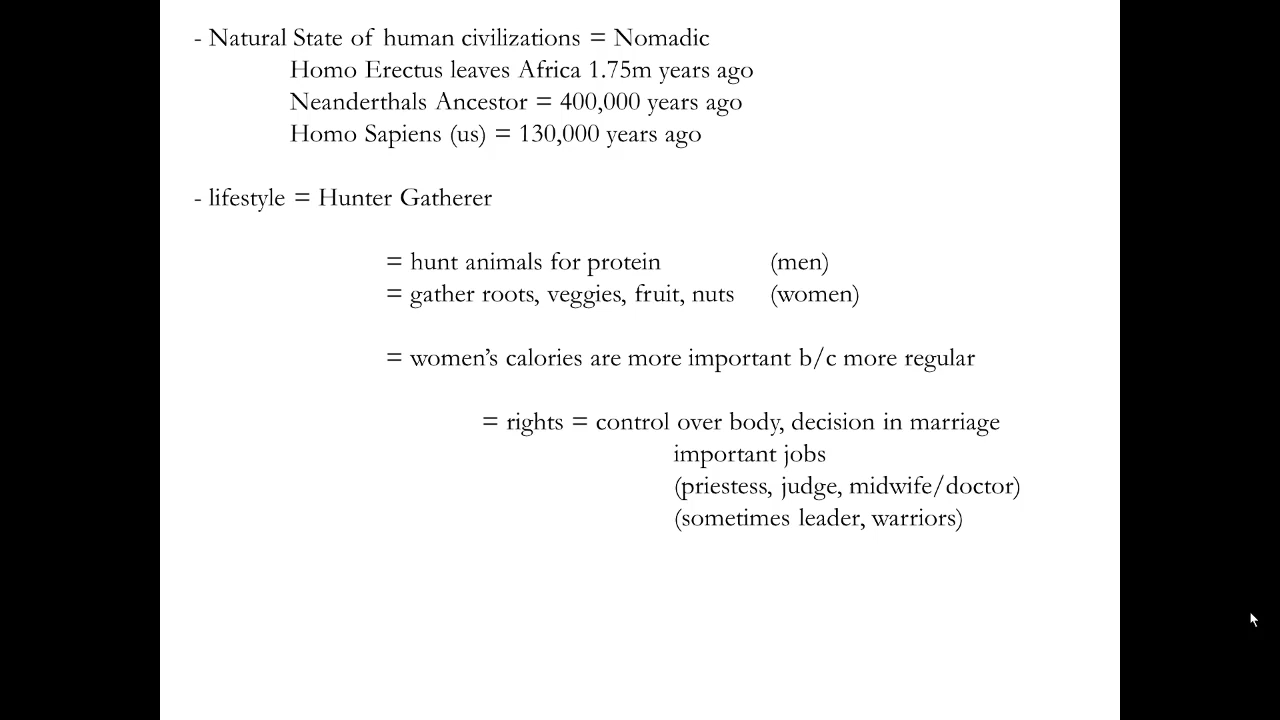 - Natural State of human civilizations = Nomadic
Homo Erectus leaves Africa 1.75m years ago
Neanderthals Ancestor = 400,000 years ago
Homo Sapiens (us) = 130,000 years ago
- lifestyle = Hunter Gatherer
= hunt animals for protein (men)
= gather roots, veggies, fruit, nuts (women)
= women’s calories are more important b/c more regular
= rights = control over body, decision in marriage
important jobs
(priestess, judge, midwife/doctor)
(sometimes leader, warriors)